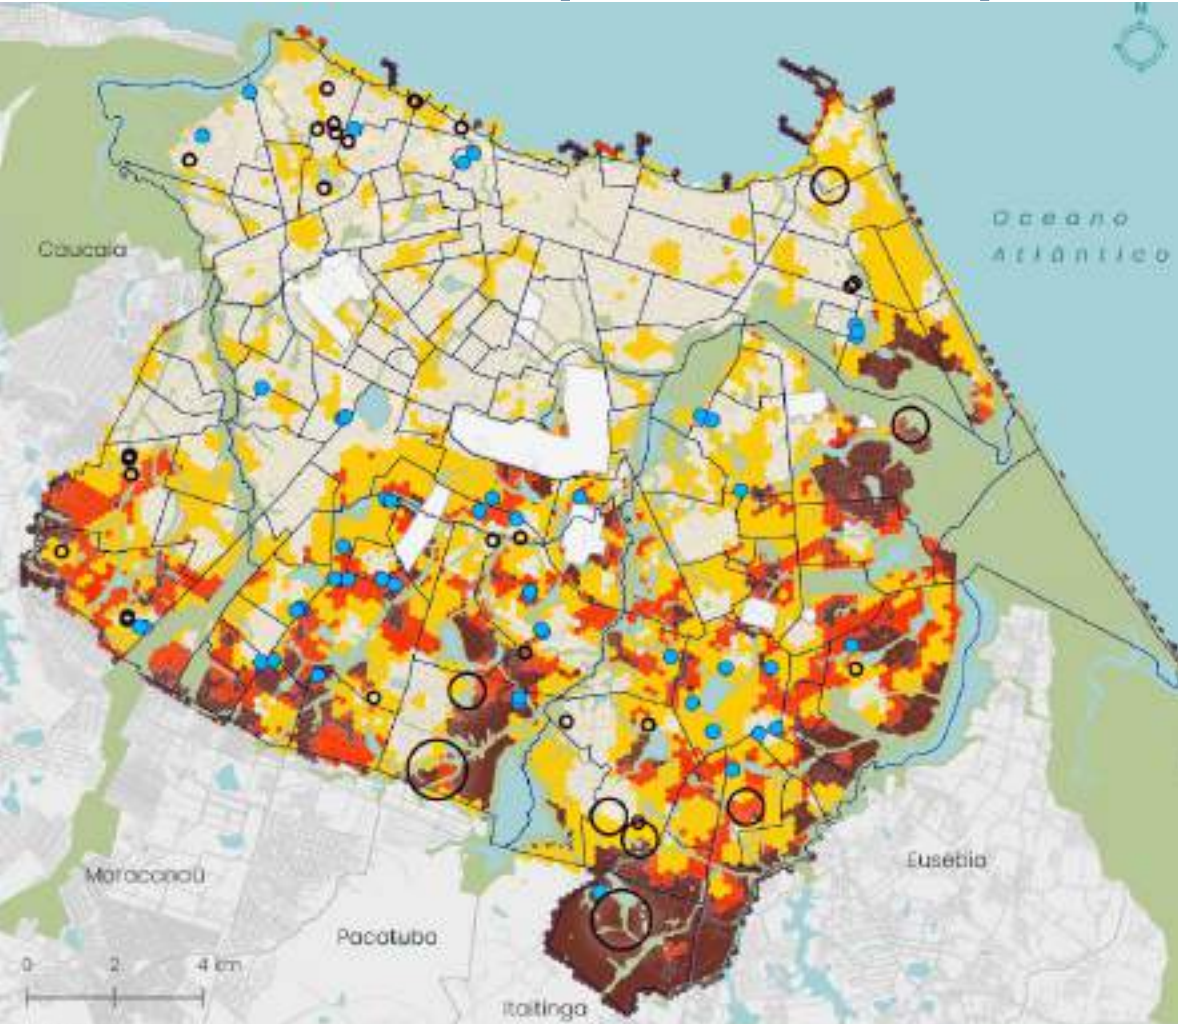 N
Oceano
Atlântico
Caucaia
Maracanaú
Eusébio
Pacatuba
0 2 4 km
Itaitinga